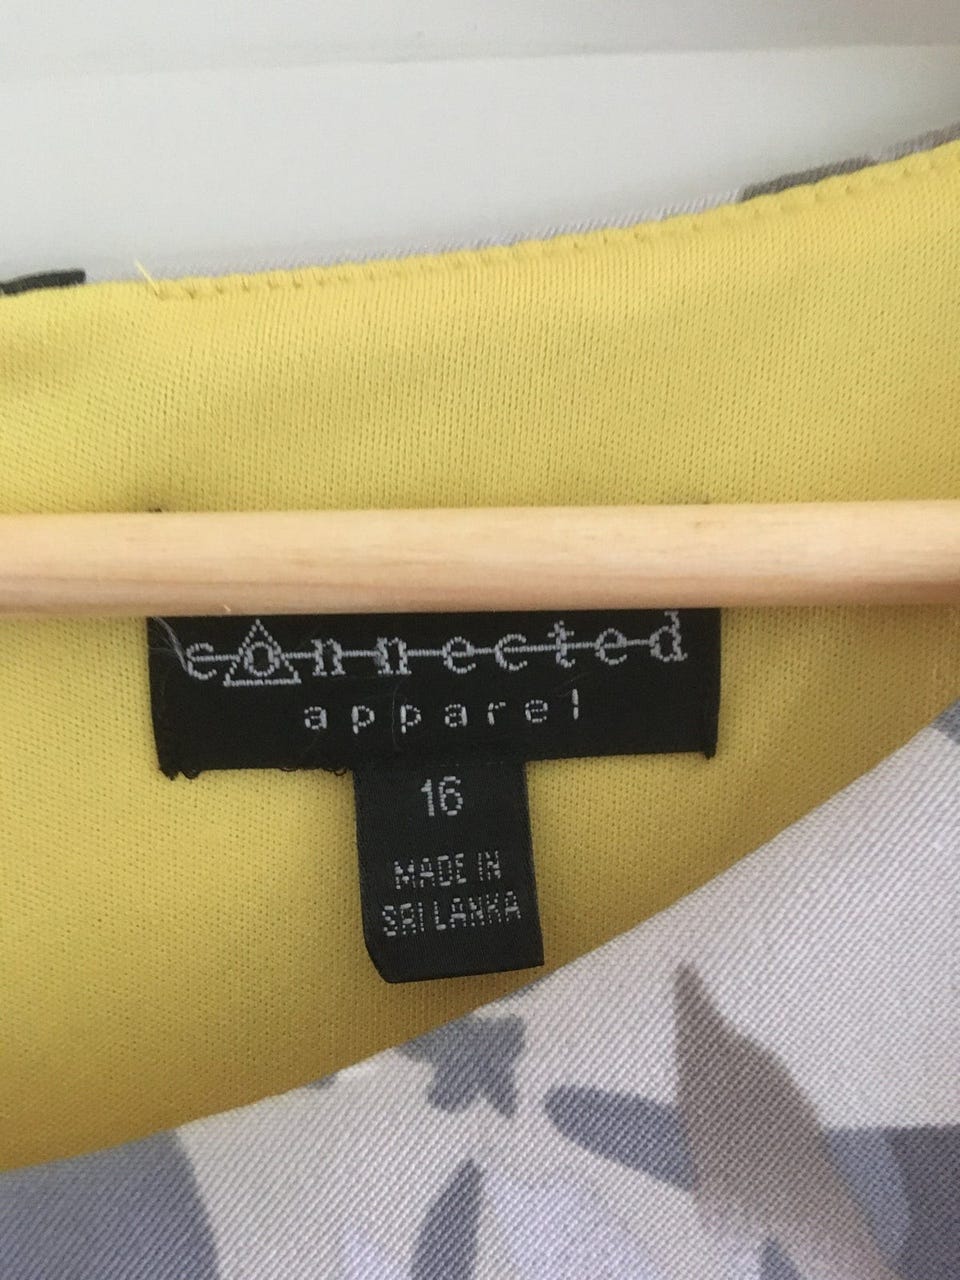 connected
apparel
16
MADE IN
SRI LANKA